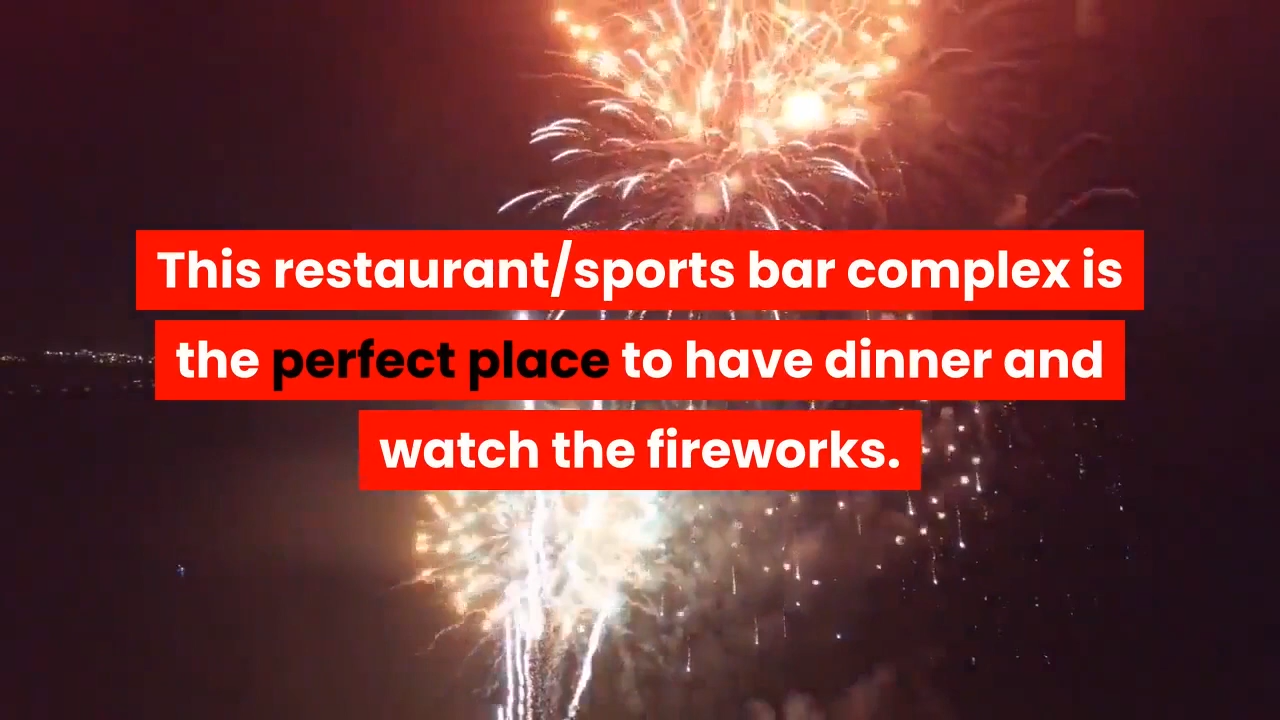 This restaurant/sports bar complex is
the perfect place to have dinner and
watch the fireworks.